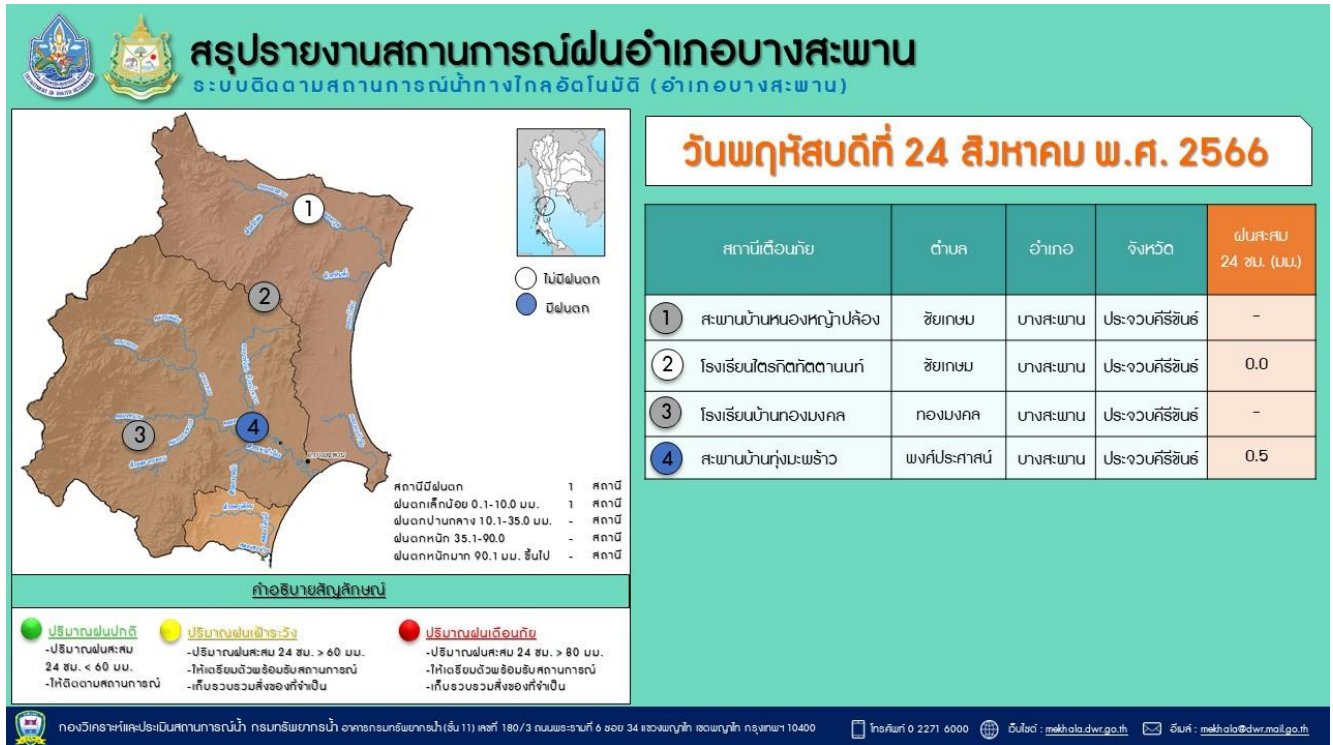 สรุปรายงานสถานการณ์ฝนอำเภอบางสะพาน
ระบบติดตามสถานการณ์น้ำทางไกลอัตโนมัติ (อำเภอบางสะพาน)
วันพฤหัสบดีที่ 24 สิงหาคม พ.ศ. 2566
1
2
3
4
ไม่มีฝนตก
มีฝนตก
สถานีมีฝนตก 1 สถานี
ฝนตกเล็กน้อย 0.1-10.0 มม. 1 สถานี
ฝนตกปานกลาง 10.1-35.0 มม. - สถานี
ฝนตกหนัก 35.1-90.0 - สถานี
ฝนตกหนักมาก 90.1 มม. ขึ้นไป - สถานี
สถานีเตือนภัย ตำบล อำเภอ จังหวัด ฝนสะสม
24 ชม. (มม.)
1 สะพานบ้านหนองหญ้าปล้อง ชัยเกษม บางสะพาน ประจวบคีรีขันธ์ -
2 โรงเรียนไตรกิตทัตตานนท์ ชัยเกษม บางสะพาน ประจวบคีรีขันธ์ 0.0
3 โรงเรียนบ้านทองมงคล ทองมงคล บางสะพาน ประจวบคีรีขันธ์ -
4 สะพานบ้านทุ่งมะพร้าว พงศ์ประศาสน์ บางสะพาน ประจวบคีรีขันธ์ 0.5
คำอธิบายสัญลักษณ์
ปริมาณฝนปกติ
-ปริมาณฝนสะสม
24 ชม. < 60 มม.
-ให้ติดตามสถานการณ์
ปริมาณฝนเฝ้าระวัง
-ปริมาณฝนสะสม 24 ชม. > 60 มม.
-ให้เตรียมตัวพร้อมรับสถานการณ์
-เก็บรวบรวมสิ่งของที่จำเป็น
ปริมาณฝนเตือนภัย
-ปริมาณฝนสะสม 24 ชม. > 80 มม.
-ให้เตรียมตัวพร้อมรับสถานการณ์
-เก็บรวบรวมสิ่งของที่จำเป็น
กองวิเคราะห์และประเมินสถานการณ์น้ำ กรมทรัพยากรน้ำ อาคารกรมทรัพยากรน้ำ (ชั้น 11) เลขที่ 180/3 ถนนพระรามที่ 6 ซอย 34 แขวงพญาไท เขตพญาไท กรุงเทพฯ 10400 โทรศัพท์ 0 2271 6000 เว็บไซต์ : mekhala.dwr.go.th อีเมล์ : mekhala@dwr.mail.go.th